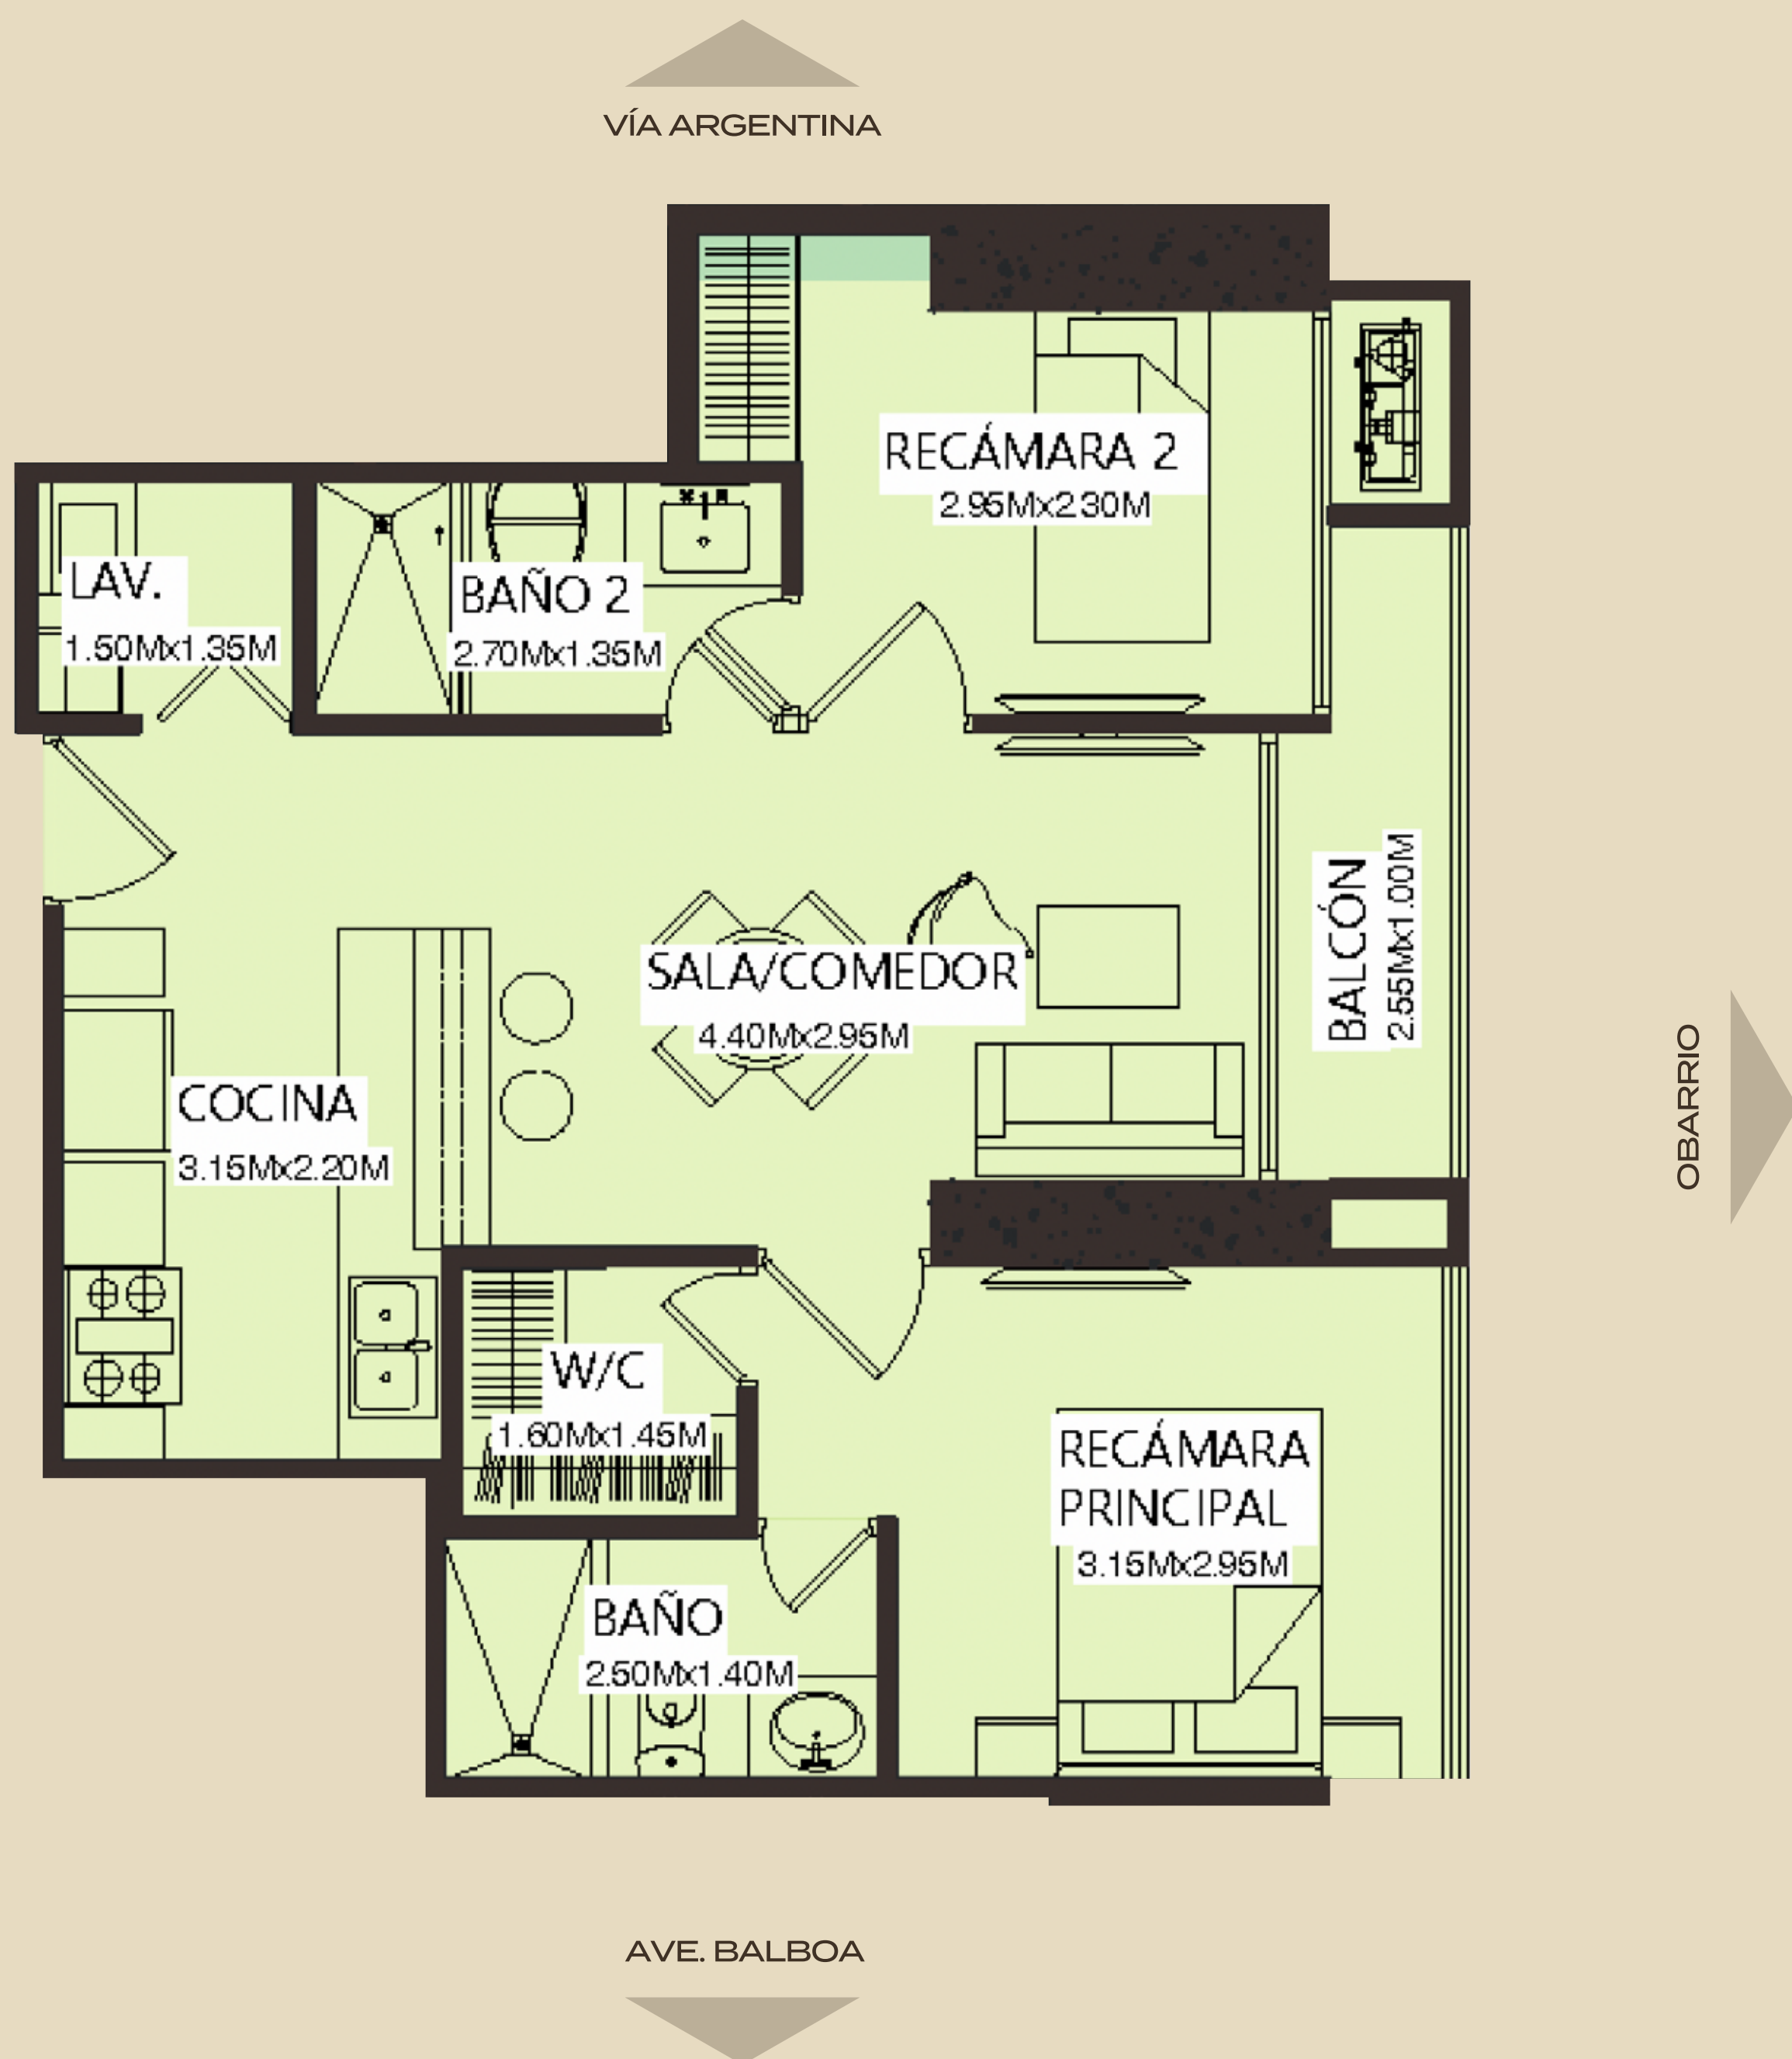 VÍA ARGENTINA
RECÁMARA 2
2.95Mx2.30M
LAV.
1.50Mx1.35M
BAÑO 2
2.70Mx1.35M
SALA/COMEDOR
4.40Mx2.95M
BALCÓN
2.55Mx1.00M
OBARRIO
COCINA
3.15Mx2.20M
W/C
1.60Mx1.45M
RECÁMARA
PRINCIPAL
3.15Mx2.95M
BAÑO
2.50Mx1.40M
AVE. BALBOA